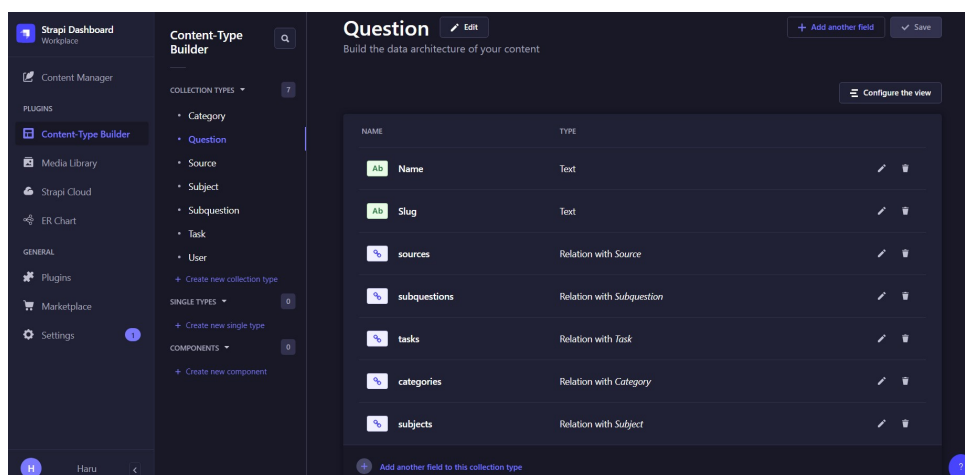 Strapi Dashboard
Workplace
Content Manager
PLUGINS
Content-Type Builder
Media Library
Strapi Cloud
ER Chart
GENERAL
Plugins
Marketplace
Settings
1
H
Haru
Content-Type
Builder
COLLECTION TYPES
7
Category
Question
Source
Subject
Subquestion
Task
User
+ Create new collection type
SINGLE TYPES
0
+ Create new single type
COMPONENTS
0
+ Create new component
Question
Edit
+ Add another field
Save
Build the data architecture of your content
Configure the view
NAME TYPE
Ab Name Text
Ab Slug Text
sources Relation with Source
subquestions Relation with Subquestion
tasks Relation with Task
categories Relation with Category
subjects Relation with Subject
+ Add another field to this collection type
?